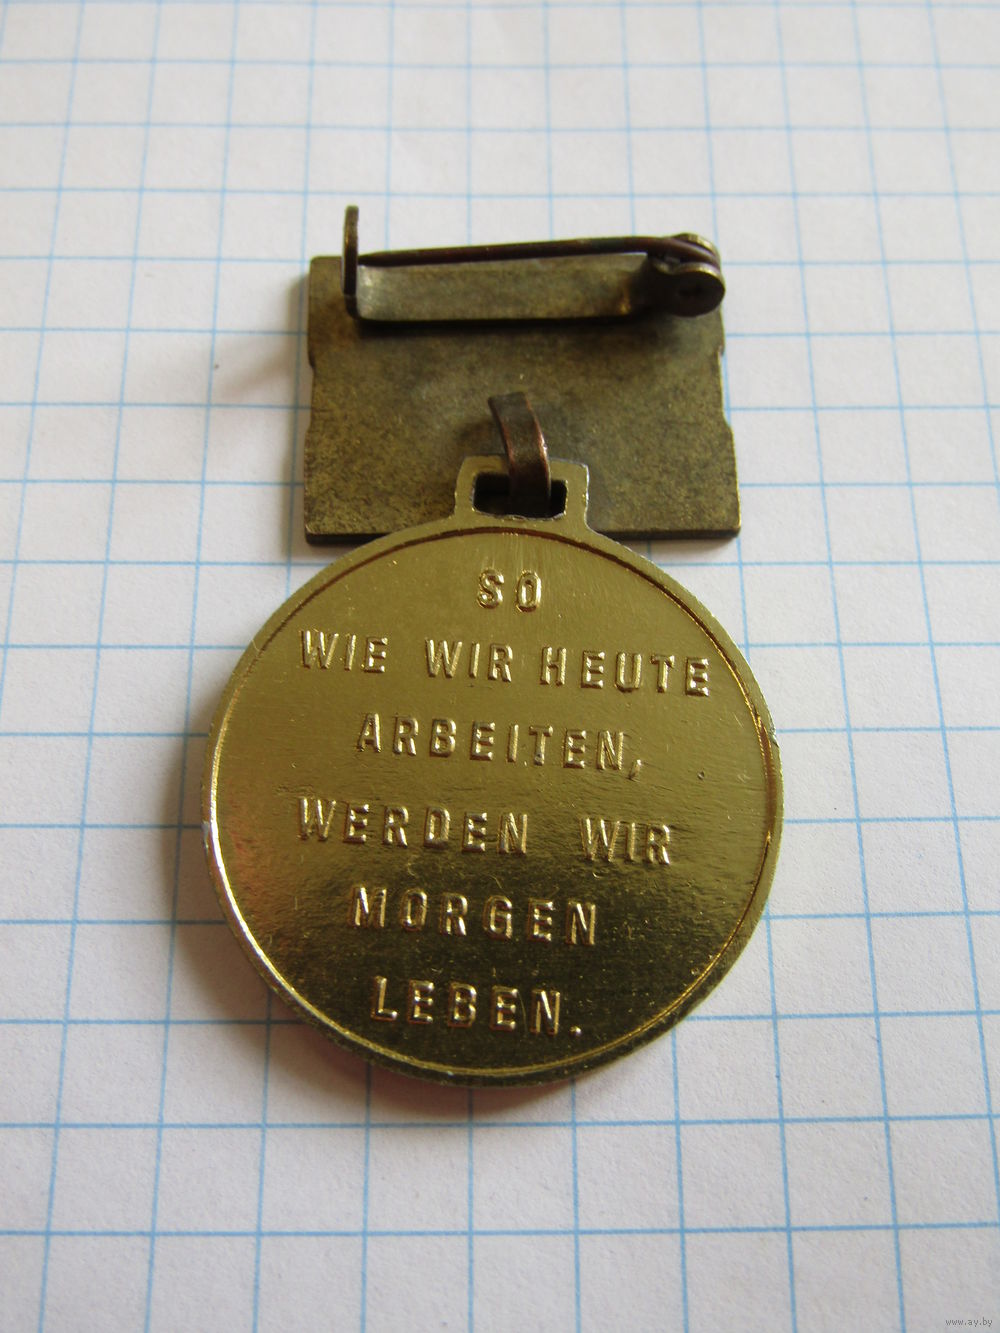 SO
WIE WIR HEUTE
ARBEITEN,
WERDEN WIR
MORGEN
LEBEN.
www.ay.by